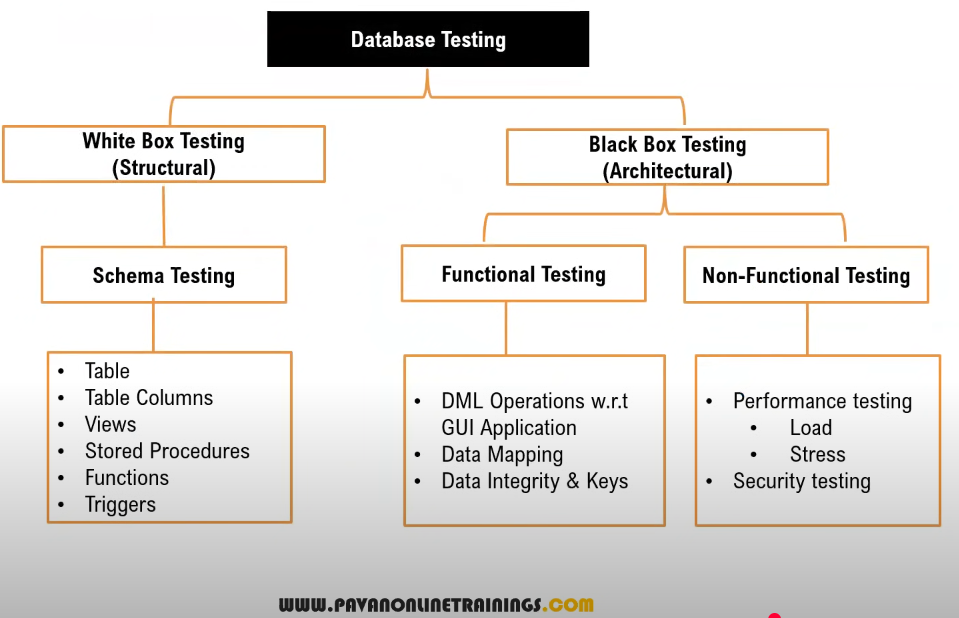 Database Testing
White Box Testing
(Structural)
Black Box Testing
(Architectural)
Schema Testing
Functional Testing
Non-Functional Testing
• Table
• Table Columns
• Views
• Stored Procedures
• Functions
• Triggers
• DML Operations w.r.t
GUI Application
• Data Mapping
• Data Integrity & Keys
• Performance testing
• Load
• Stress
• Security testing
WWW.PAVANONLINETRAININGS.COM